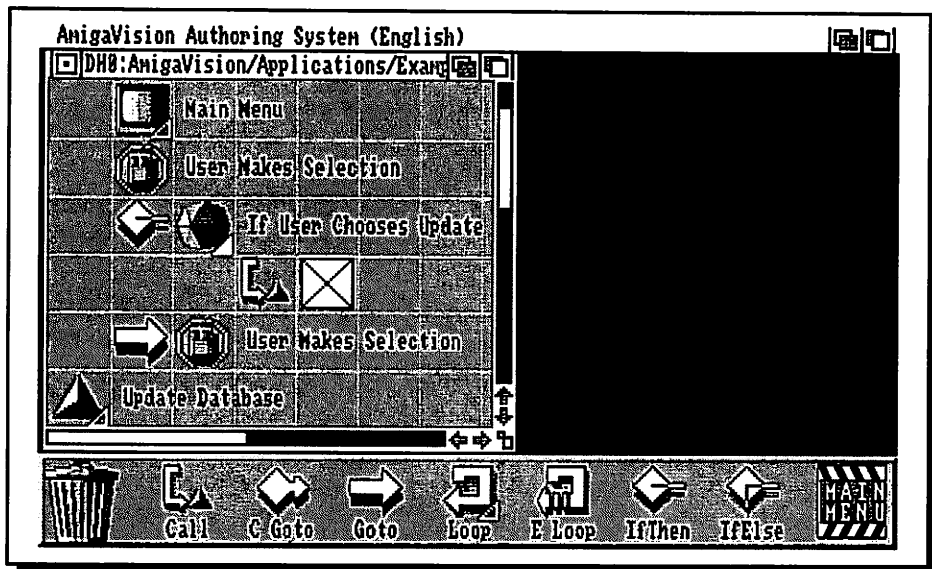 AmigaVision Authoring System (English)
DH0:AmigaVision/Applications/Examp
Main Menu
User Makes Selection
If User Chooses Update
User Makes Selection
Update Database
Call C Goto Goto Loop E Loop IfThen IfElse MAIN MENU